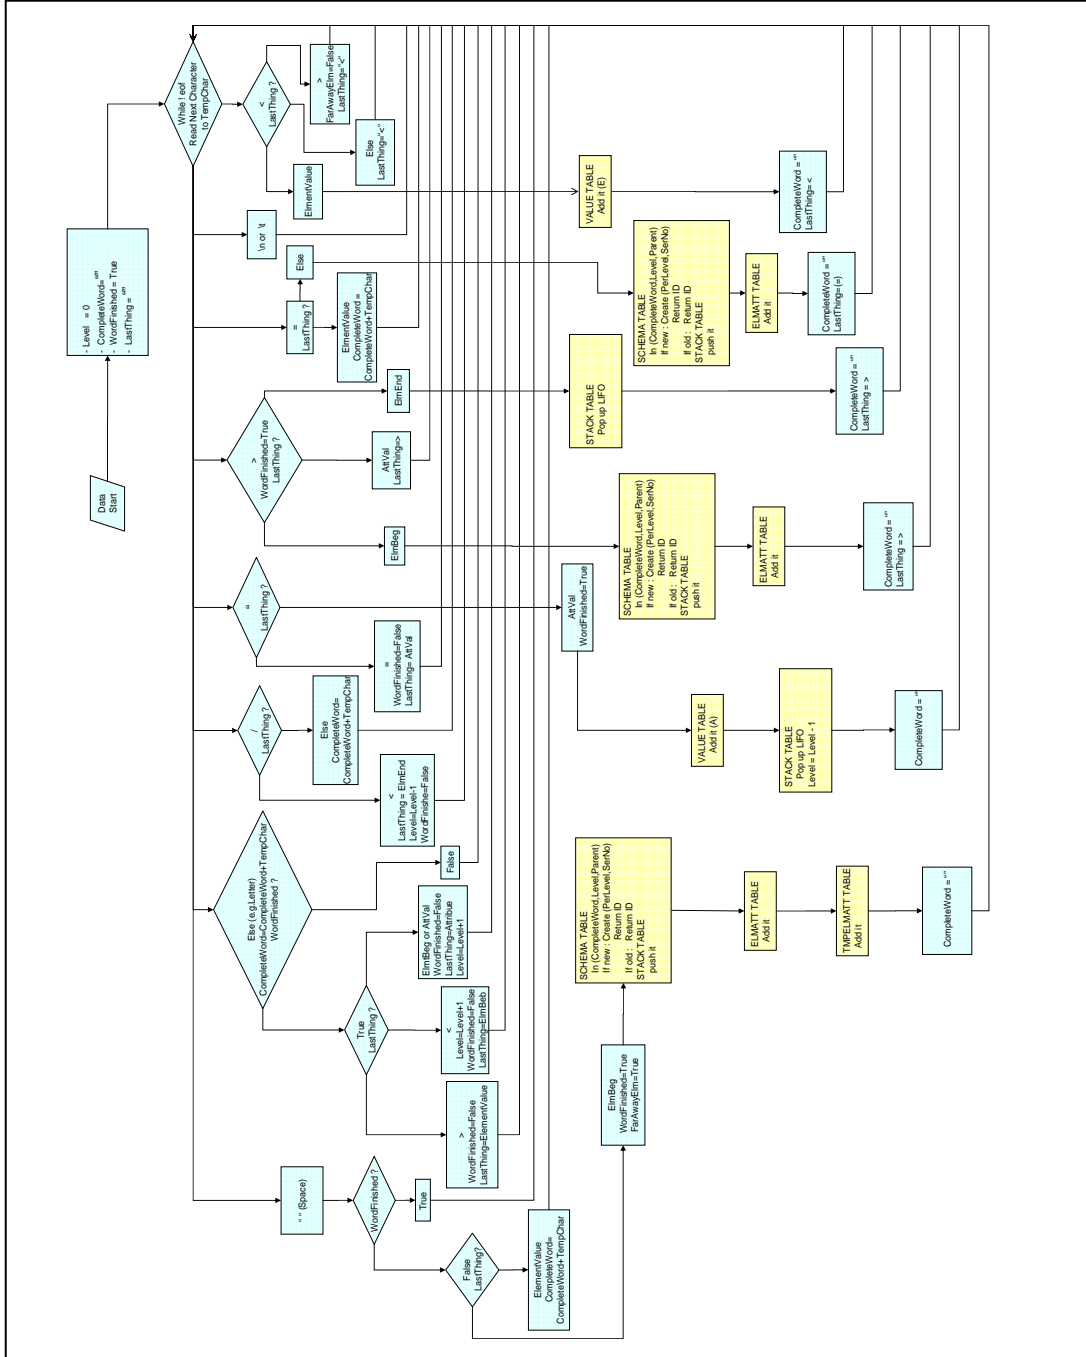 Data
Start
- Level = 0
- CompleteWord=“”
- WordFinished = True
- LastThing = “”
While ! eof
Read Next Character
to TempChar
<
LastThing ?
>
FarAwayElm=False
LastThing="<"
Else
LastThing="<"
ElmentValue
VALUE TABLE
Add it (E)
CompleteWord = “”
LastThing= <
\n or \t
=
LastThing ?
Else
ElmentValue
CompleteWord =
CompleteWord+TempChar
SCHEMA TABLE
In (CompleteWord,Level,Parent)
If new : Create (PerLevel,SerNo)
Return ID
If old : Return ID
STACK TABLE
push it
ELMATT TABLE
Add it
CompleteWord = “”
LastThing=(=)
>
WordFinished=True
LastThing ?
ElmEnd
STACK TABLE
Pop up LIFO
CompleteWord = “”
LastThing = >
AttVal
LastThing=>
ElmBeg
SCHEMA TABLE
In (CompleteWord,Level,Parent)
If new : Create (PerLevel,SerNo)
Return ID
If old : Return ID
STACK TABLE
push it
ELMATT TABLE
Add it
CompleteWord = “”
LastThing = >
“
LastThing ?
AttVal
WordFinished=True
=
WordFinished=False
LastThing= AttVal
VALUE TABLE
Add it (A)
STACK TABLE
Pop up LIFO
Level = Level - 1
CompleteWord = “”
/
LastThing ?
Else
CompleteWord=
CompleteWord+TempChar
<
LastThing = ElmEnd
Level=Level-1
WordFinishe=False
Else (e.g.Letter)
CompleteWord=CompleteWord+TempChar
WordFinished ?
False
True
LastThing ?
ElmtBeg or AttVal
WordFinished=False
LastThing=Attribue
Level=Level+1
<
Level=Level+1
WordFinished=False
LastThing=ElmBeb
>
WordFinished=False
LastThing=ElementValue
“ “ (Space)
WordFinished ?
True
False
LastThing?
ElementValue
CompleteWord=
CompleteWord+TempChar
ElmBeg
WordFinished=True
FarAwayElm=True
SCHEMA TABLE
In (CompleteWord,Level,Parent)
If new : Create (PerLevel,SerNo)
Return ID
If old : Return ID
STACK TABLE
push it
ELMATT TABLE
Add it
TMPELMATT TABLE
Add it
CompleteWord = “”